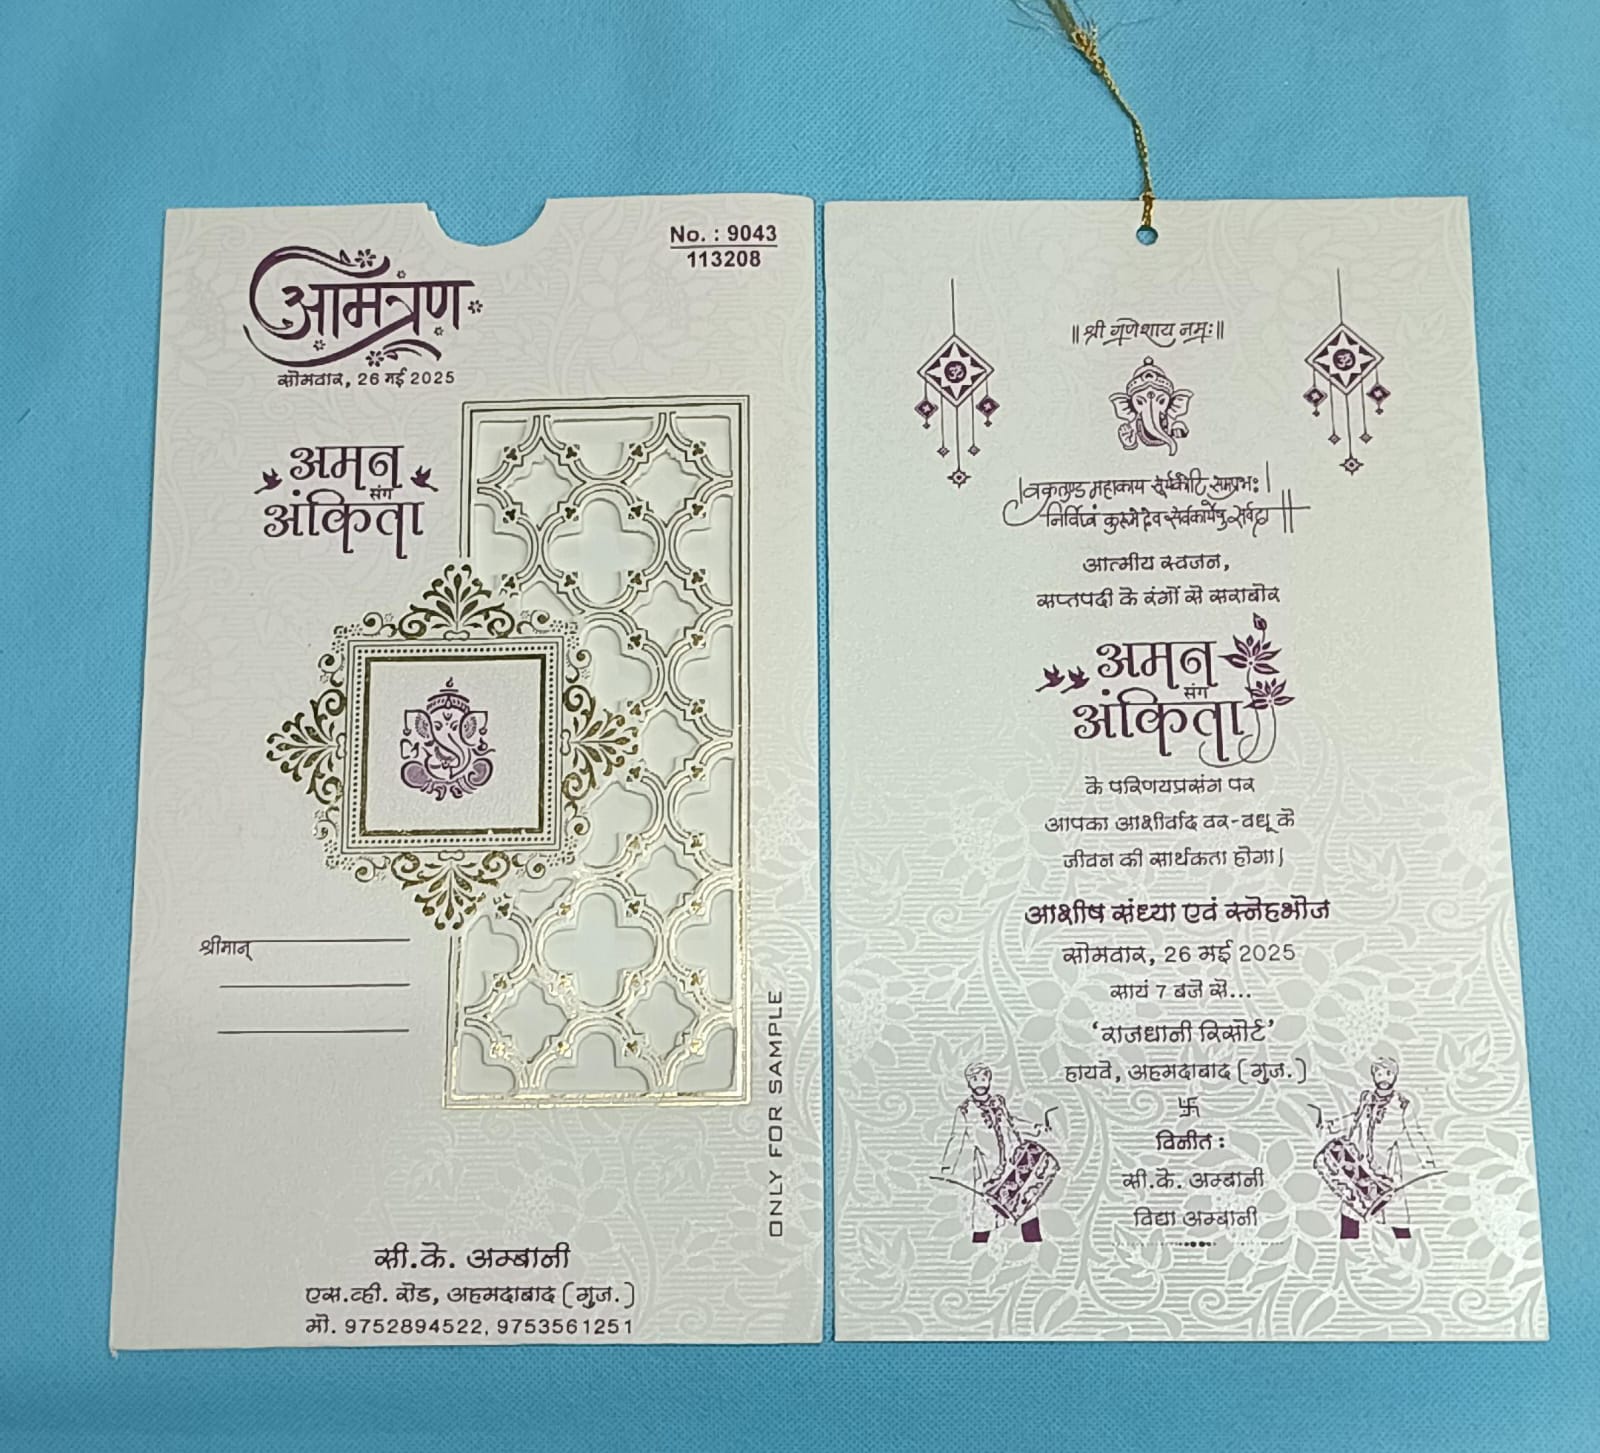 आमंत्रण
सोमवार, 26 मई 2025
No. : 9043
113208
अमन
संग
अंकिता
श्रीमान्
ONLY FOR SAMPLE
सी.के. अम्बानी
एस.व्ही. रोड, अहमदाबाद (गुज.)
मो. 9752894522, 9753561251
॥ श्री गणेशाय नमः॥
ॐ
ॐ
।वक्रतुण्ड महाकाय सूर्यकोटि समप्रभः।
निर्विघ्नं कुरुमे देव सर्वकार्येषु सर्वदा॥
आत्मीय स्वजन,
सप्तपदी के रंगों से सराबोर
अमन
संग
अंकिता
के परिणयप्रसंग पर
आपका आशीर्वाद वर-वधू के
जीवन की सार्थकता होगा।
आशीष संध्या एवं स्नेहभोज
सोमवार, 26 मई 2025
सायं 7 बजे से...
‘राजधानी रिसोर्ट’
हायवे, अहमदाबाद (गुज.)
卐
विनीत :
सी.के. अम्बानी
विद्या अम्बानी